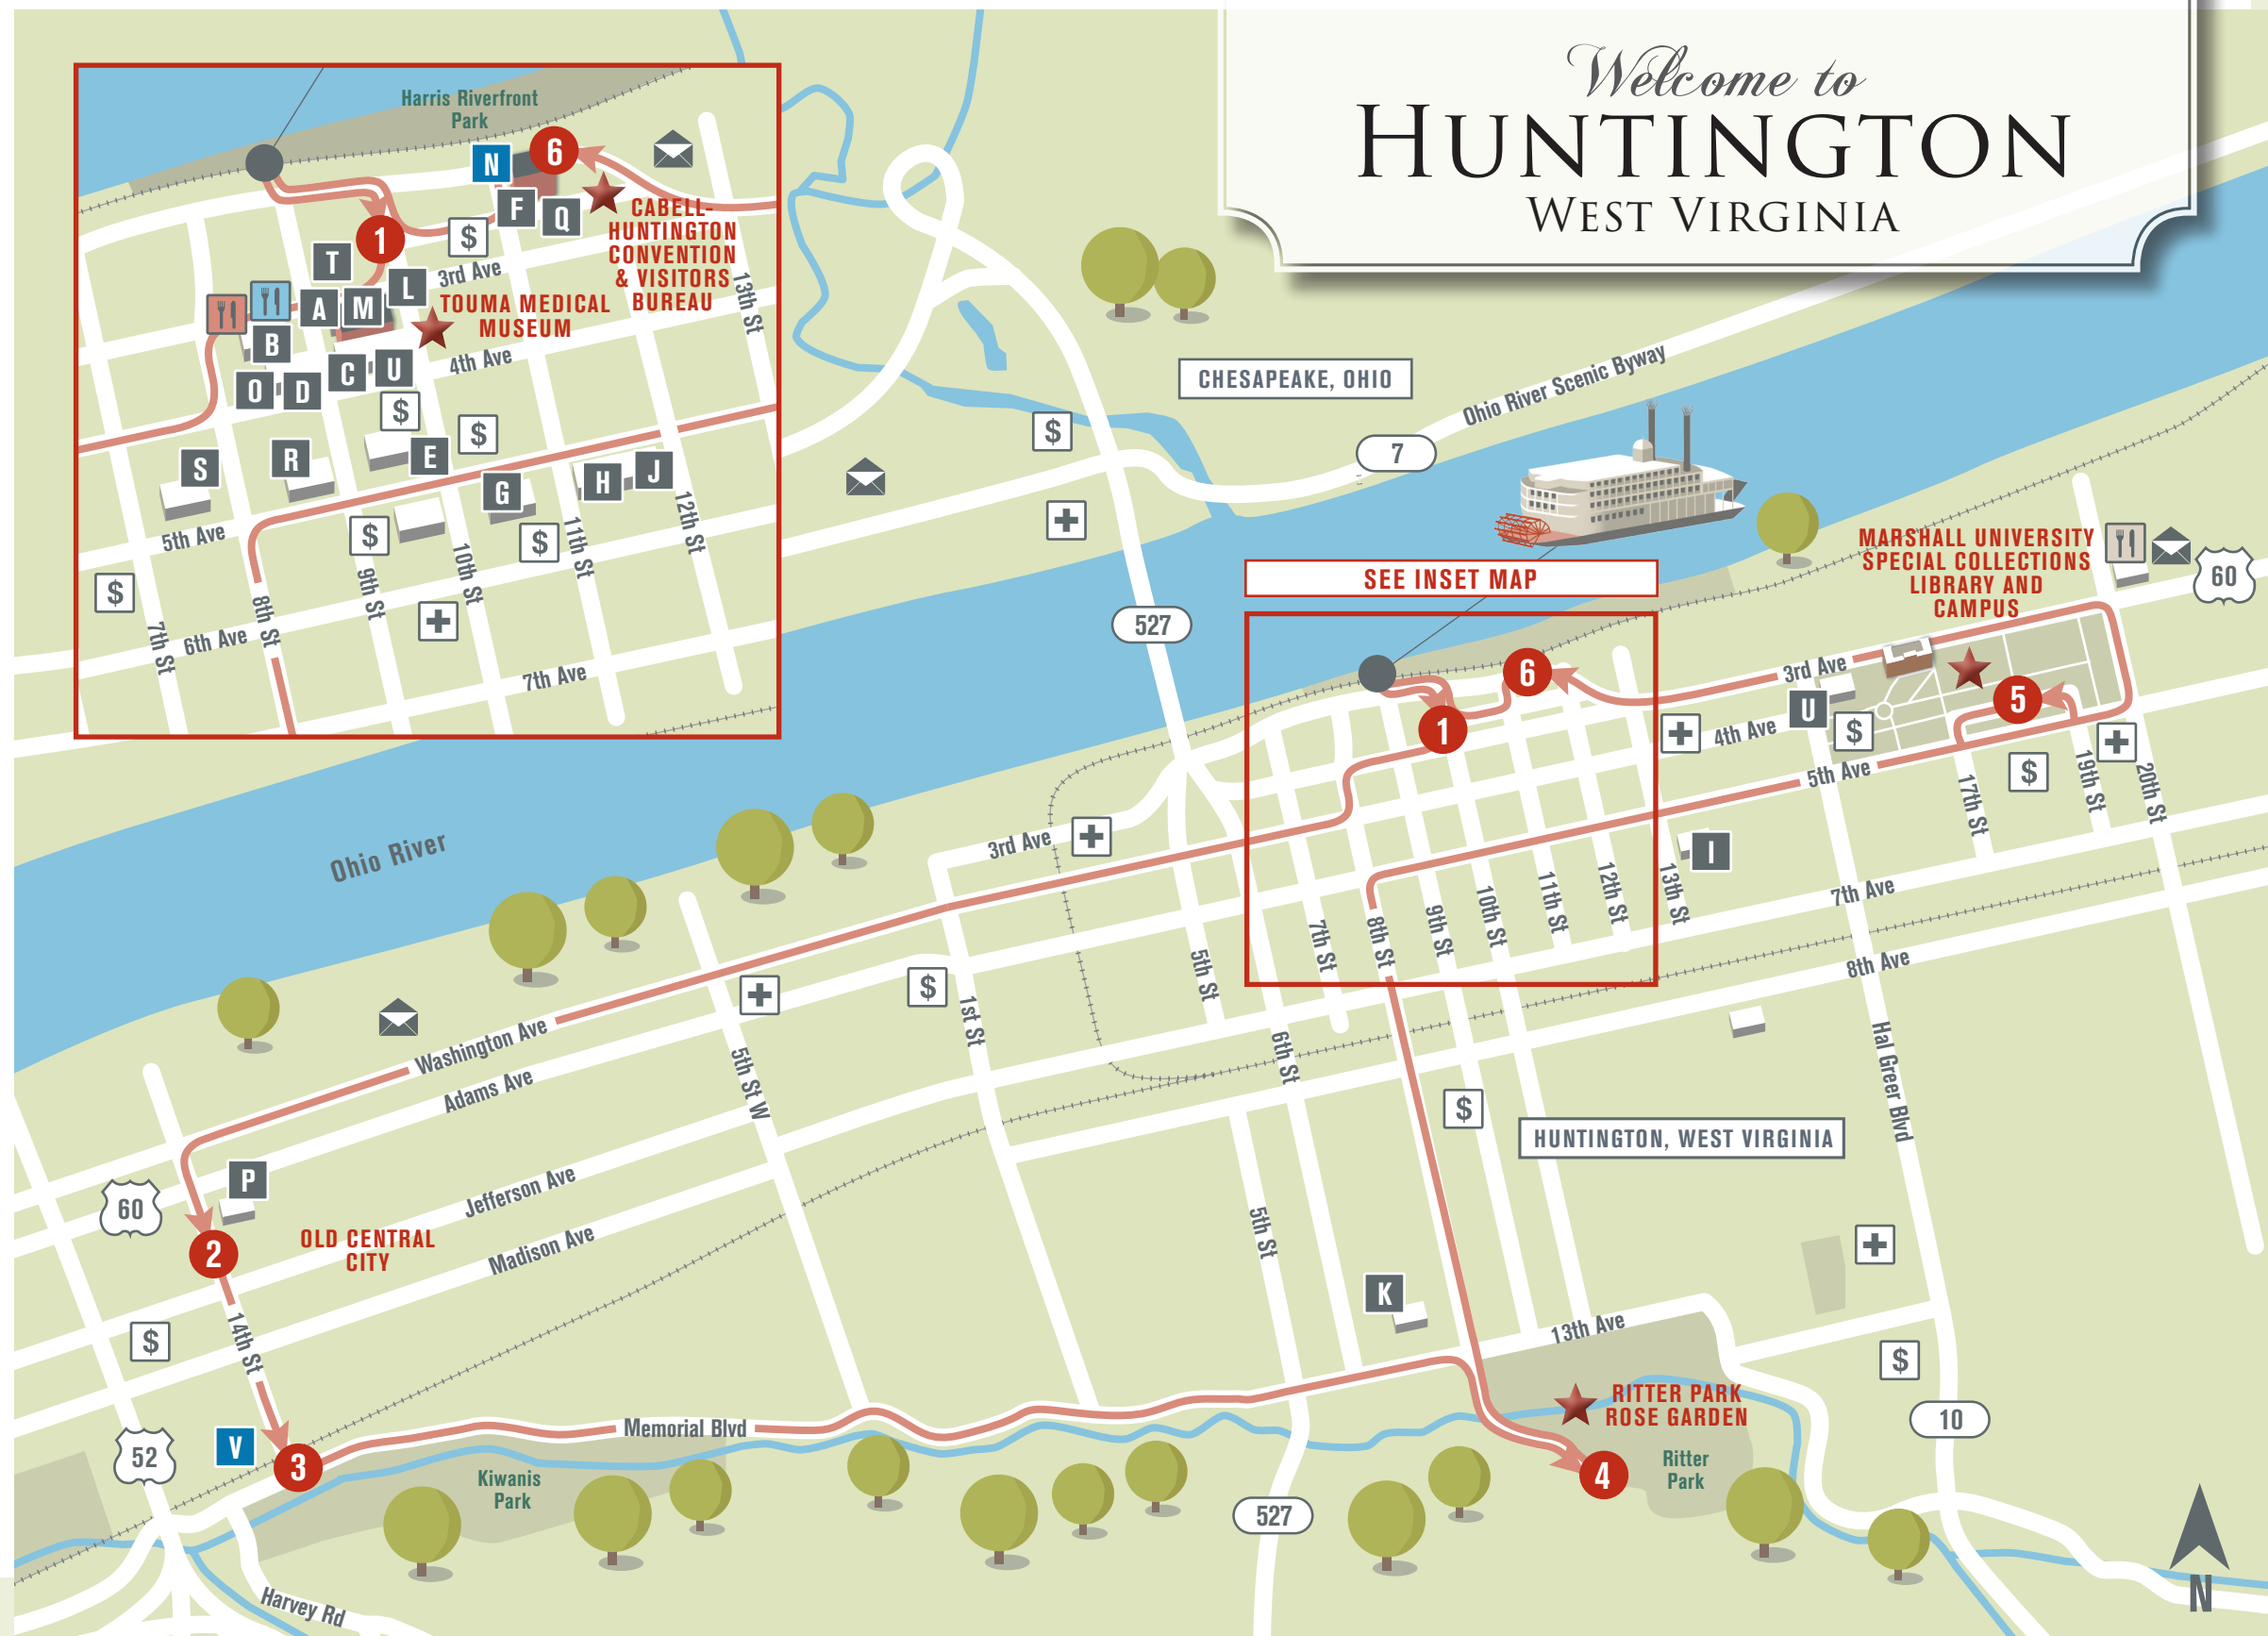 Welcome to
HUNTINGTON
WEST VIRGINIA
Harris Riverfront
Park
N
6
F
Q
CABELL-
HUNTINGTON
CONVENTION
& VISITORS
BUREAU
1
$
3rd Ave
T
L
A
M
TOUMA MEDICAL
MUSEUM
13th St
B
4th Ave
C
U
O
D
$
$
S
R
E
G
H
J
5th Ave
$
$
12th St
11th St
10th St
9th St
8th St
7th St
$
6th Ave
7th Ave
CHESAPEAKE, OHIO
Ohio River Scenic Byway
7
$
527
SEE INSET MAP
MARSHALL UNIVERSITY
SPECIAL COLLECTIONS
LIBRARY AND
CAMPUS
60
6
1
3rd Ave
5
U
$
4th Ave
5th Ave
$
17th St
19th St
20th St
Ohio River
3rd Ave
I
7th Ave
8th Ave
7th St
8th St
9th St
10th St
11th St
12th St
13th St
5th St
6th St
1st St
$
5th St W
Washington Ave
Adams Ave
Jefferson Ave
Madison Ave
Hal Greer Blvd
$
HUNTINGTON, WEST VIRGINIA
P
60
2
OLD CENTRAL
CITY
5th St
K
13th Ave
$
14th St
$
RITTER PARK
ROSE GARDEN
10
Memorial Blvd
V
52
3
Kiwanis
Park
4
Ritter
Park
527
Harvey Rd
N